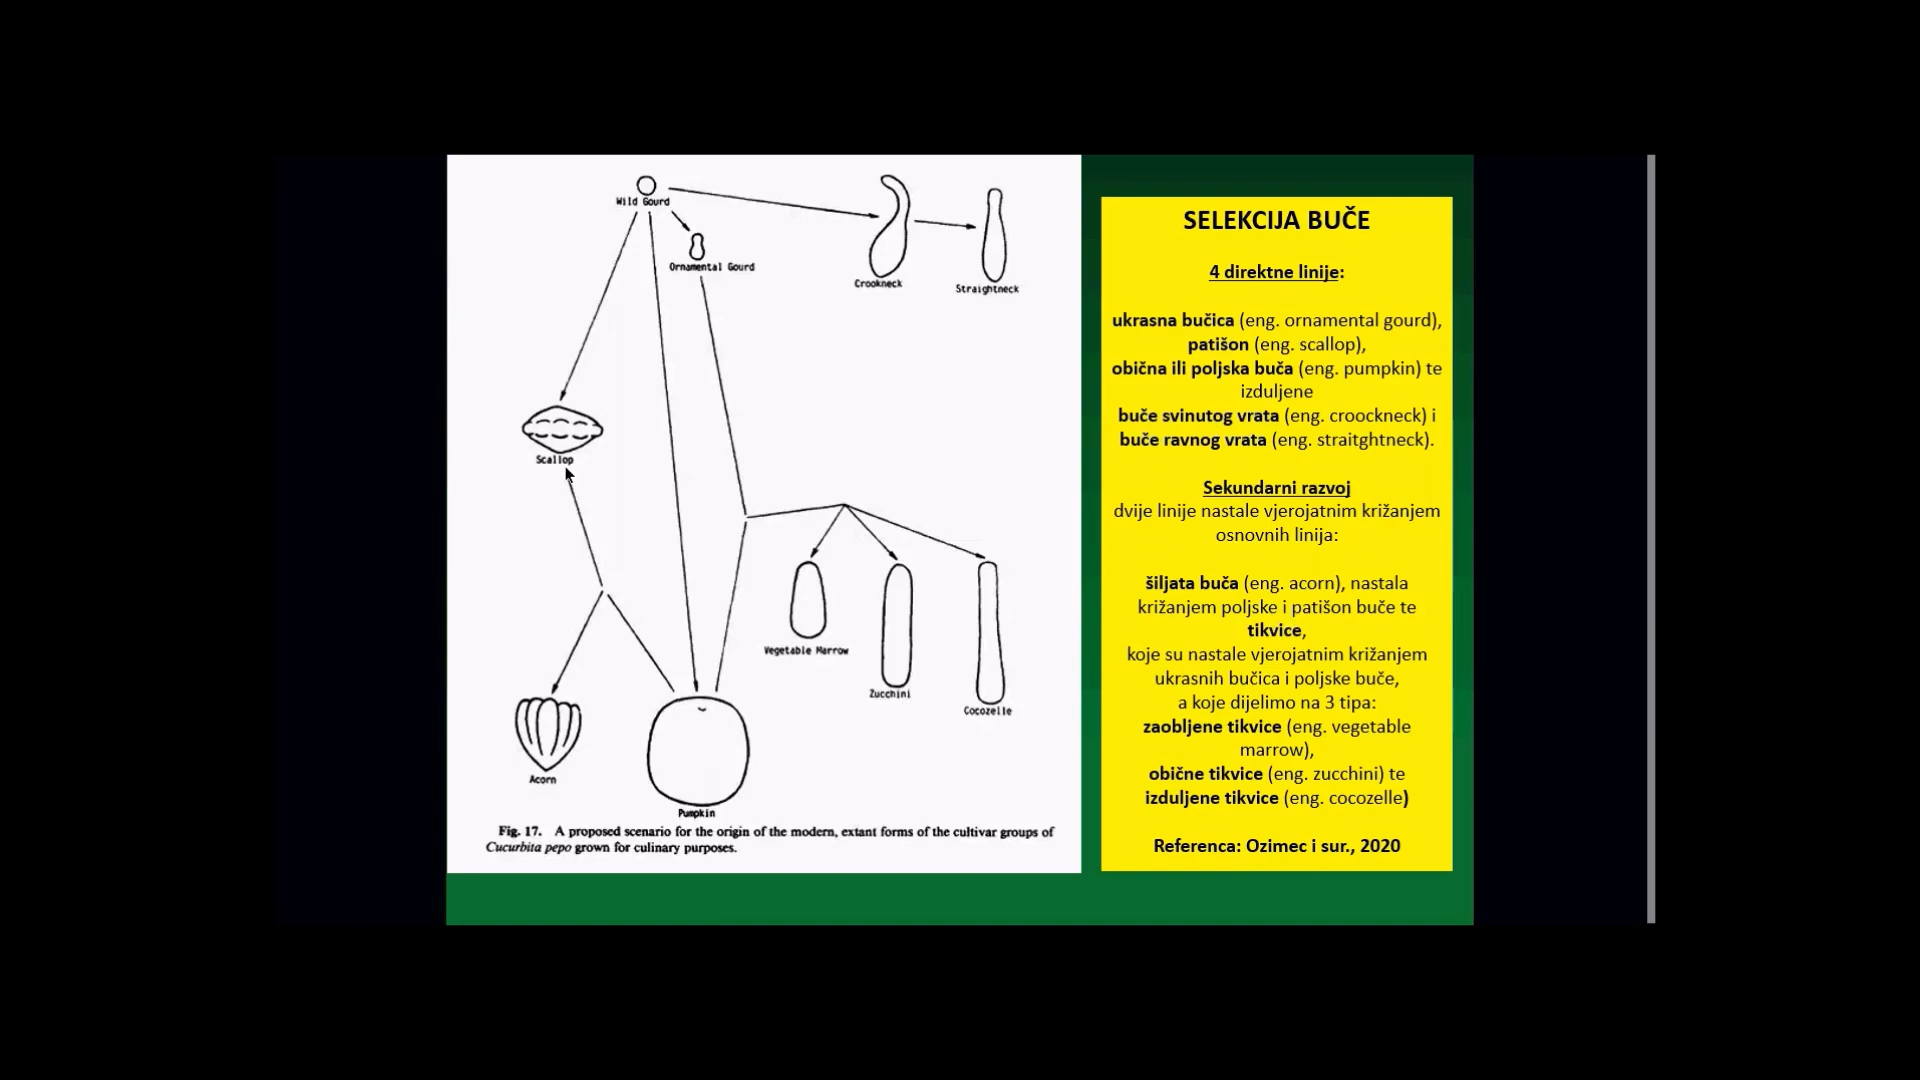 Wild Gourd
Ornamental Gourd
Crookneck
Straightneck
Scallop
Vegetable Marrow
Zucchini
Cocozelle
Acorn
Pumpkin
Fig. 17. A proposed scenario for the origin of the modern, extant forms of the cultivar groups of
Cucurbita pepo grown for culinary purposes.
SELEKCIJA BUČE
4 direktne linije:
ukrasna bučica (eng. ornamental gourd),
patišon (eng. scallop),
obična ili poljska buča (eng. pumpkin) te
izduljene
buče svinutog vrata (eng. croockneck) i
buče ravnog vrata (eng. straitghtneck).
Sekundarni razvoj
dvije linije nastale vjerojatnim križanjem
osnovnih linija:
šiljata buča (eng. acorn), nastala
križanjem poljske i patišon buče te
tikvice,
koje su nastale vjerojatnim križanjem
ukrasnih bučica i poljske buče,
a koje dijelimo na 3 tipa:
zaobljene tikvice (eng. vegetable
marrow),
obične tikvice (eng. zucchini) te
izduljene tikvice (eng. cocozelle)
Referenca: Ozimec i sur., 2020